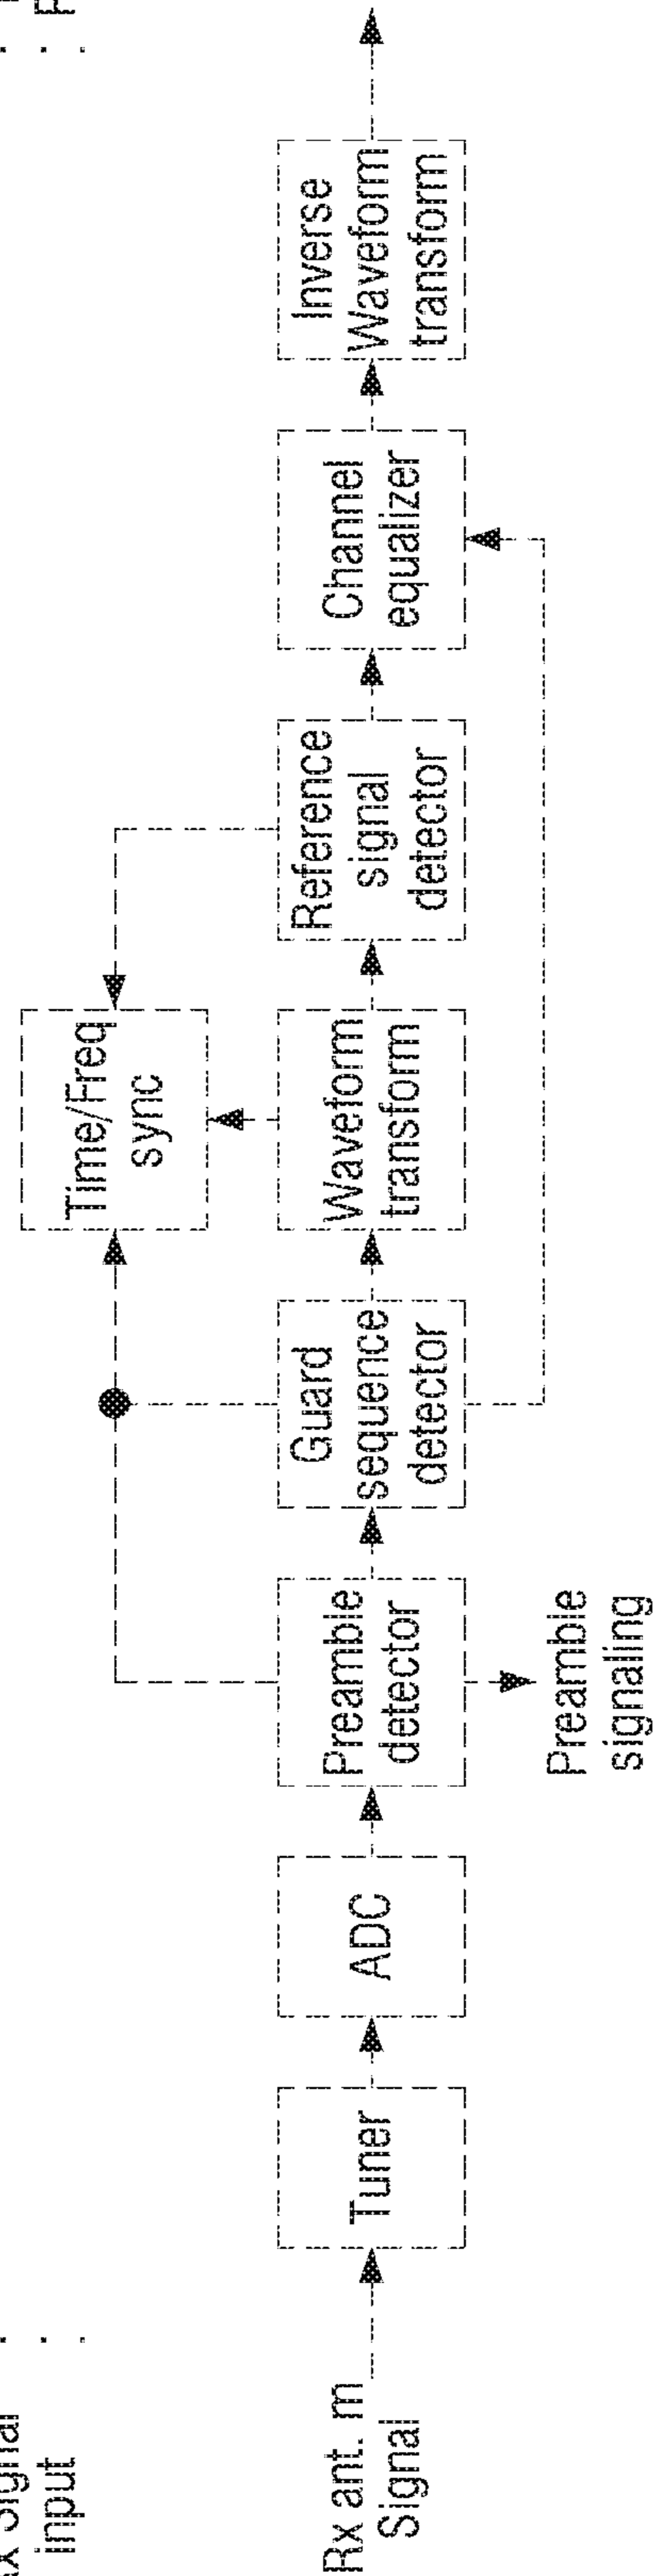 Signal
input
Rx ant. m
Signal
Tuner
ADC
Preamble
detector
Preamble
signaling
Guard
sequence
detector
Time/Freq
sync
Waveform
transform
Reference
signal
detector
Channel
equalizer
Inverse
Waveform
transform